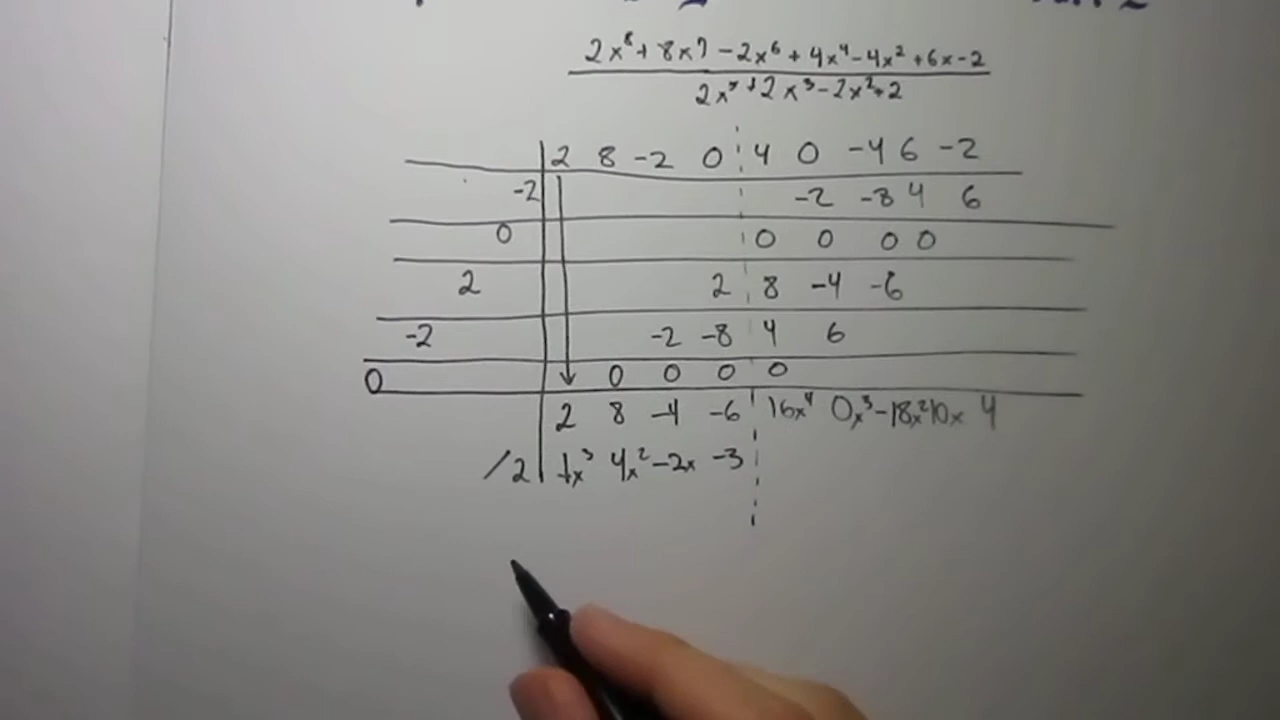 2x⁸ + 8x⁷ - 2x⁶ + 4x⁴ - 4x² + 6x - 2
2x⁵ + 2x³ - 2x² + 2
2 8 -2 0 4 0 -4 6 -2
-2 -2 -8 4 6
0 0 0 0 0
2 2 8 -4 -6
-2 -2 -8 4 6
0 0 0 0 0
2 8 -4 -6 16x⁴ 0x³ -18x² 10x 4
/2 1x³ 4x² -2x -3